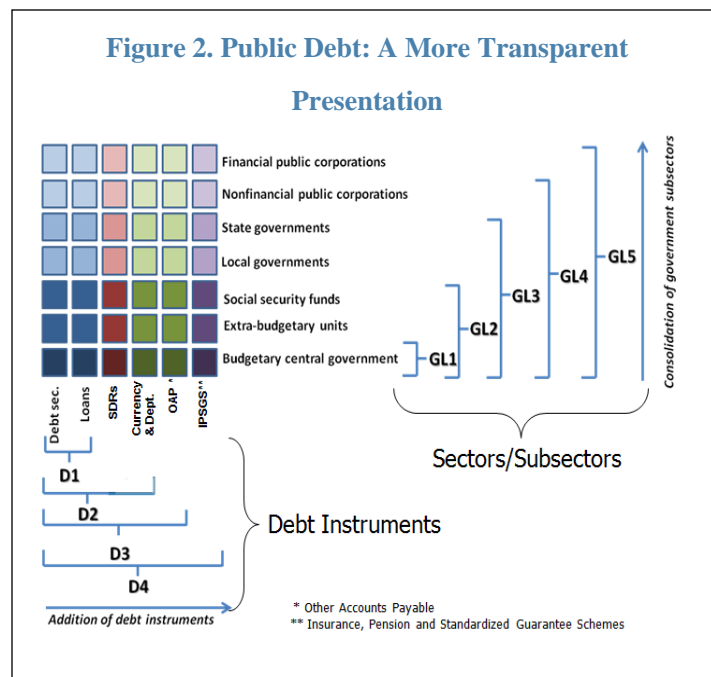 Figure 2. Public Debt: A More Transparent
Presentation
Financial public corporations
Nonfinancial public corporations
State governments
Local governments
Social security funds
Extra-budgetary units
Budgetary central government
GL1
GL2
GL3
GL4
GL5
Consolidation of government subsectors
Debt sec.
Loans
SDRs
Currency
& Dept.
OAP *
IPSGS**
Sectors/Subsectors
D1
D2
D3
D4
Debt Instruments
Addition of debt instruments
* Other Accounts Payable
** Insurance, Pension and Standardized Guarantee Schemes